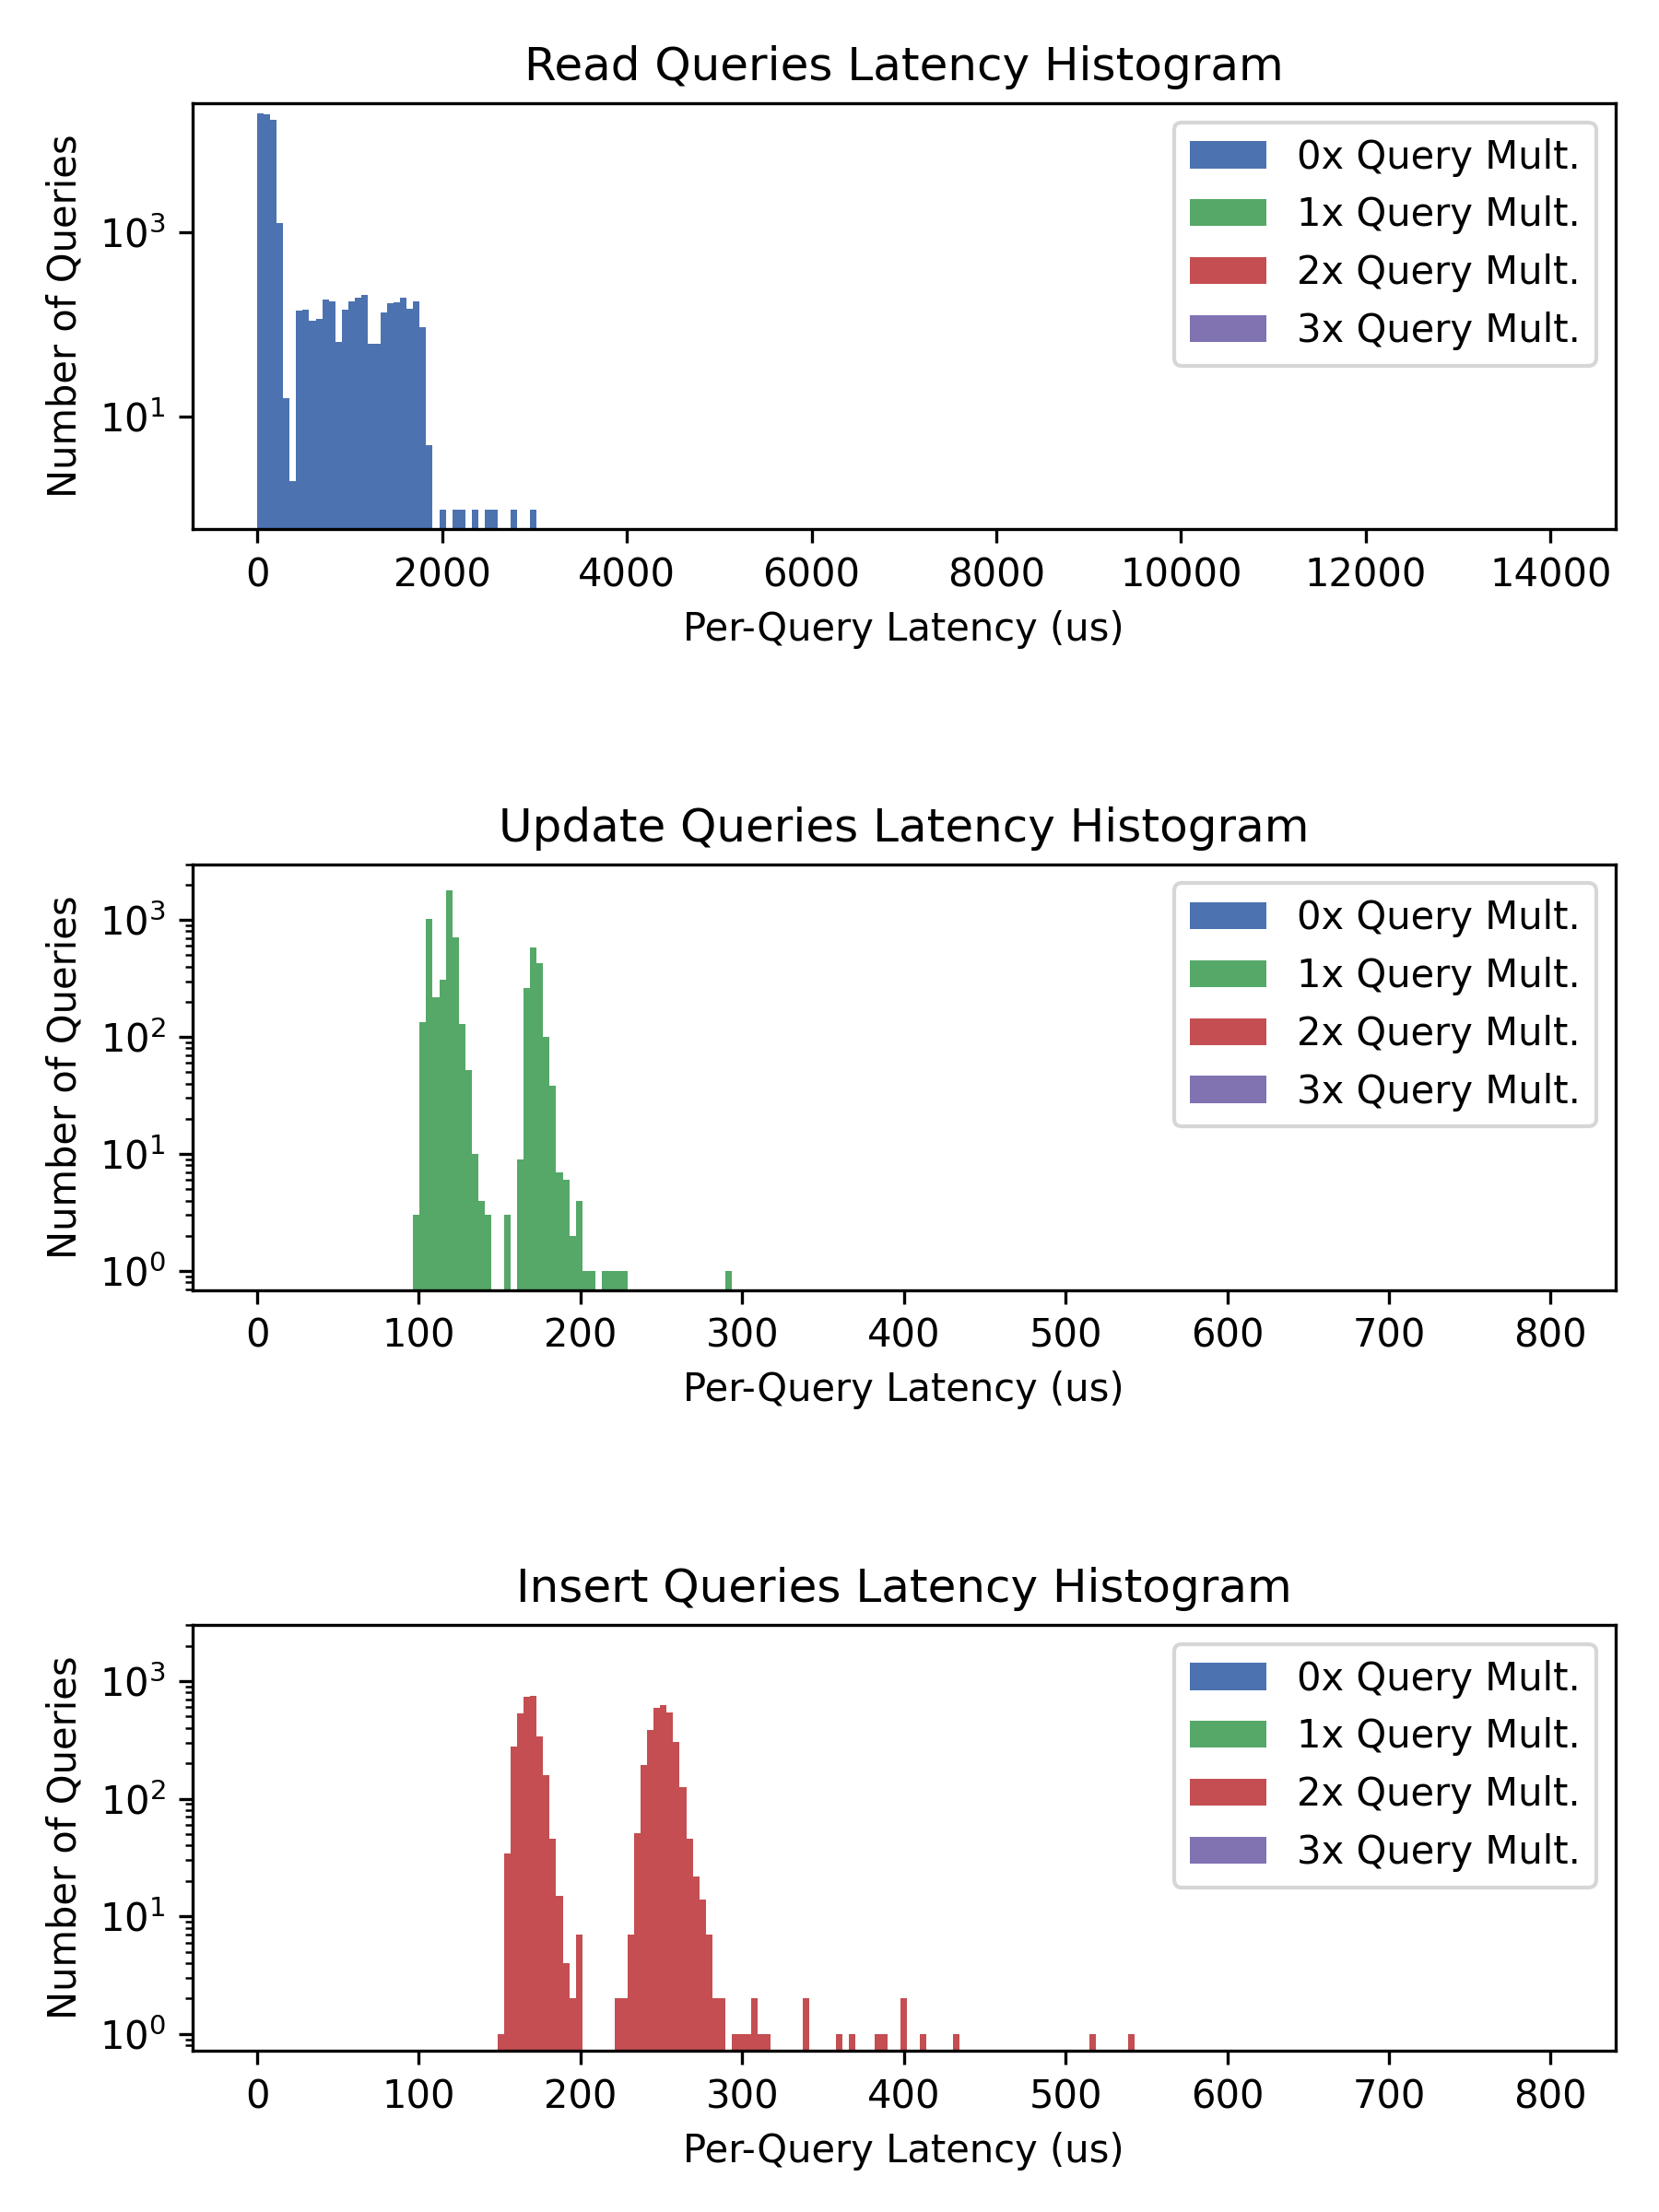 Read Queries Latency Histogram
Number of Queries
10³
10¹
0x Query Mult.
1x Query Mult.
2x Query Mult.
3x Query Mult.
0 2000 4000 6000 8000 10000 12000 14000
Per-Query Latency (us)
Update Queries Latency Histogram
Number of Queries
10³
10²
10¹
10⁰
0x Query Mult.
1x Query Mult.
2x Query Mult.
3x Query Mult.
0 100 200 300 400 500 600 700 800
Per-Query Latency (us)
Insert Queries Latency Histogram
Number of Queries
10³
10²
10¹
10⁰
0x Query Mult.
1x Query Mult.
2x Query Mult.
3x Query Mult.
0 100 200 300 400 500 600 700 800
Per-Query Latency (us)